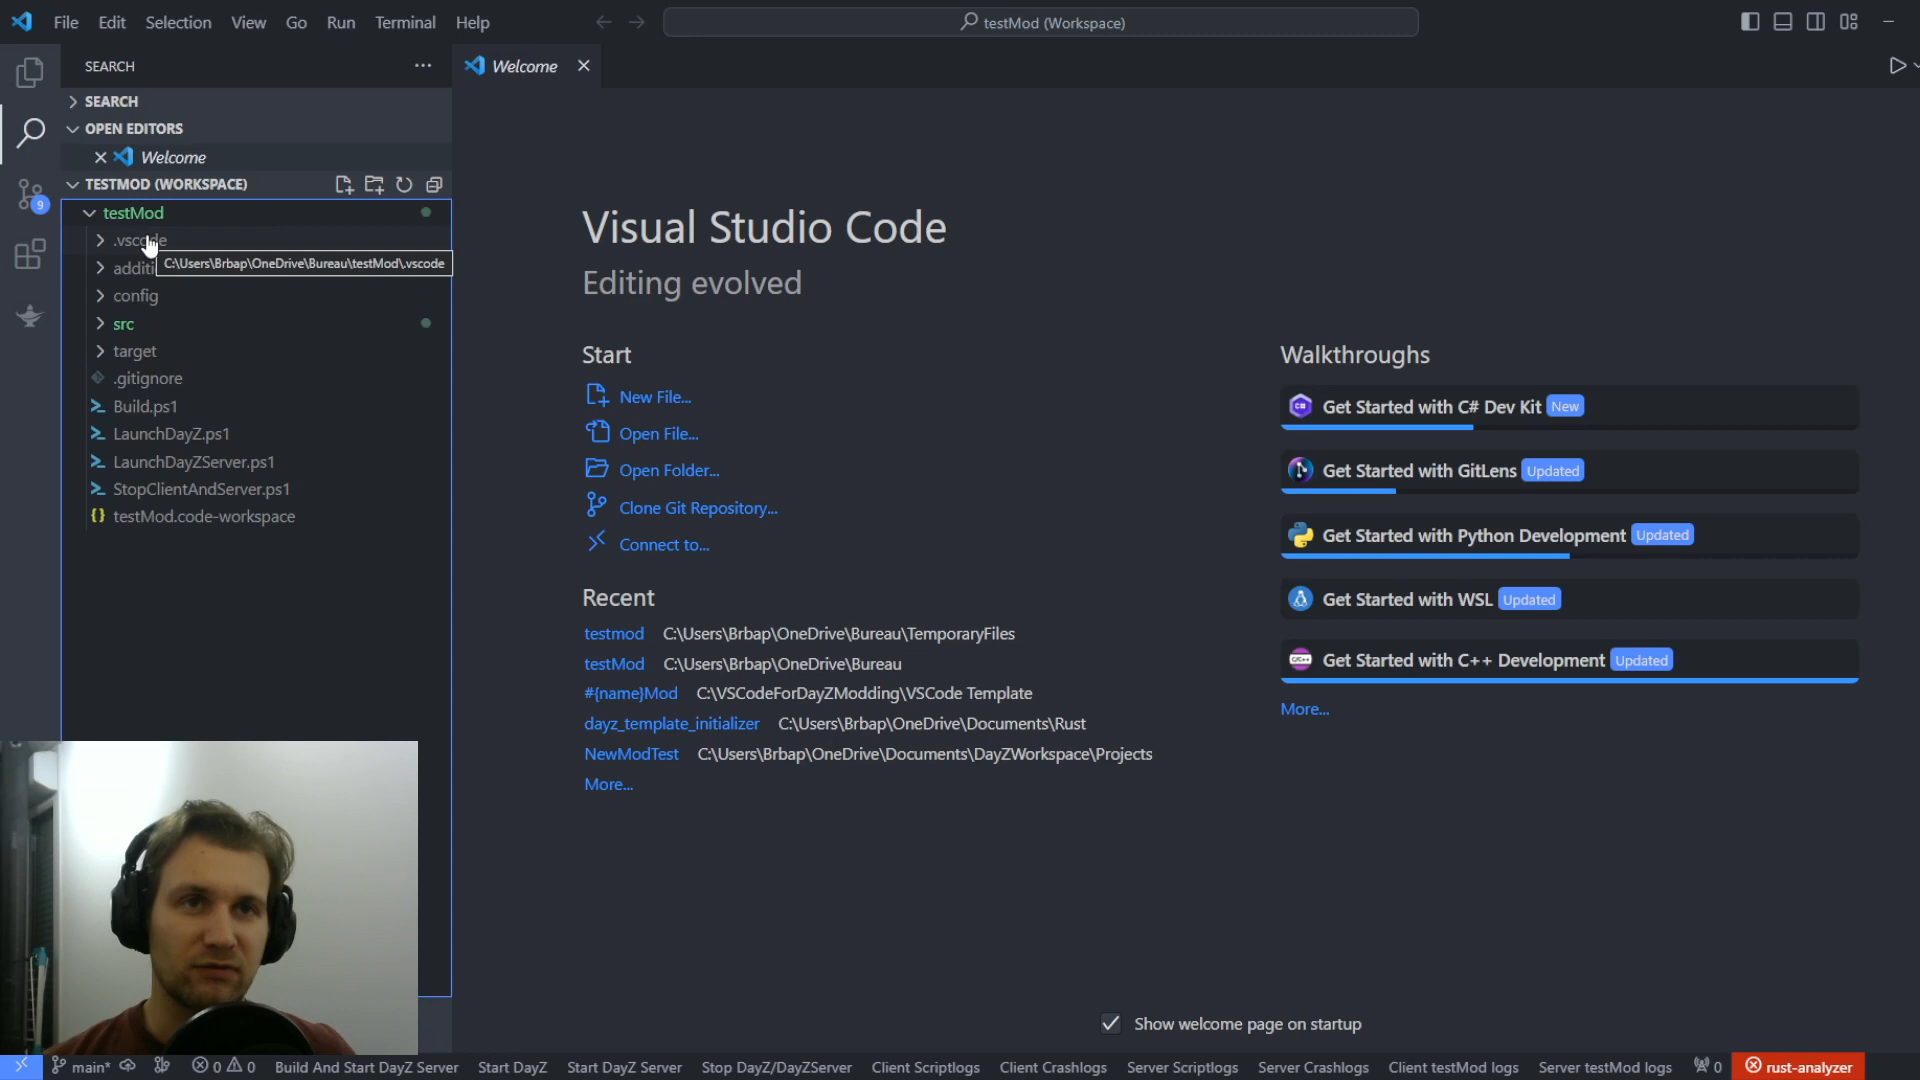 File Edit Selection View Go Run Terminal Help
testMod (Workspace)
SEARCH
Welcome
SEARCH
OPEN EDITORS
Welcome
TESTMOD (WORKSPACE)
testMod
.vscode
C:\Users\Brbap\OneDrive\Bureau\testMod\.vscode
config
src
target
.gitignore
Build.ps1
LaunchDayZ.ps1
LaunchDayZServer.ps1
StopClientAndServer.ps1
testMod.code-workspace
9
Visual Studio Code
Editing evolved
Start
New File...
Open File...
Open Folder...
Clone Git Repository...
Connect to...
Recent
testmod C:\Users\Brbap\OneDrive\Bureau\TemporaryFiles
testMod C:\Users\Brbap\OneDrive\Bureau
#{name}Mod C:\VSCodeForDayZModding\VSCode Template
dayz_template_initializer C:\Users\Brbap\OneDrive\Documents\Rust
NewModTest C:\Users\Brbap\OneDrive\Documents\DayZWorkspace\Projects
More...
Walkthroughs
Get Started with C# Dev Kit New
Get Started with GitLens Updated
Get Started with Python Development Updated
Get Started with WSL Updated
Get Started with C++ Development Updated
More...
Show welcome page on startup
main* 0 0 Build And Start DayZ Server Start DayZ Start DayZ Server Stop DayZ/DayZServer Client Scriptlogs Client Crashlogs Server Scriptlogs Server Crashlogs Client testMod logs Server testMod logs 0 rust-analyzer